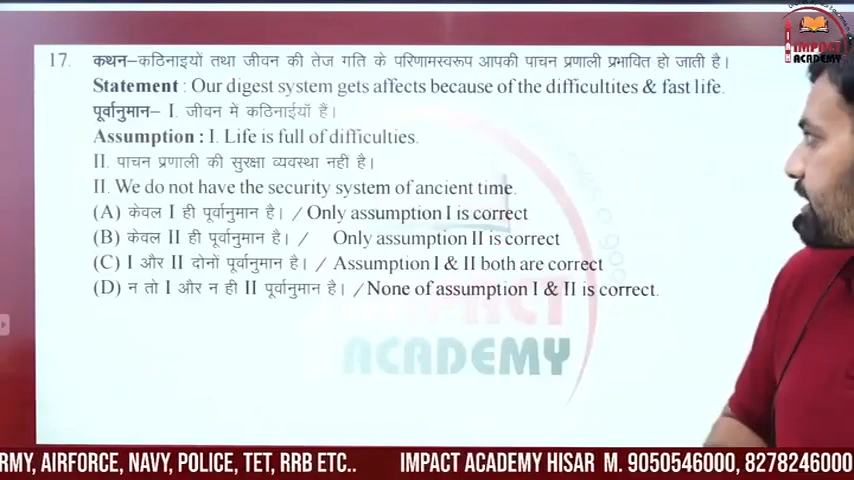 IMPACT
ACADEMY
17. कथन–कठिनाइयों तथा जीवन की तेज गति के परिणामस्वरूप आपकी पाचन प्रणाली प्रभावित हो जाती है।
Statement : Our digest system gets affects because of the difficultites & fast life.
पूर्वानुमान– I. जीवन में कठिनाईयाँ हैं।
Assumption : I. Life is full of difficulties.
II. पाचन प्रणाली की सुरक्षा व्यवस्था नहीं है।
II. We do not have the security system of ancient time.
(A) केवल I ही पूर्वानुमान है। / Only assumption I is correct
(B) केवल II ही पूर्वानुमान है। / Only assumption II is correct
(C) I और II दोनों पूर्वानुमान है। / Assumption I & II both are correct
(D) न तो I और न ही II पूर्वानुमान है। / None of assumption I & II is correct.
IMPACT
ACADEMY
RMY, AIRFORCE, NAVY, POLICE, TET, RRB ETC.. IMPACT ACADEMY HISAR M. 9050546000, 8278246000